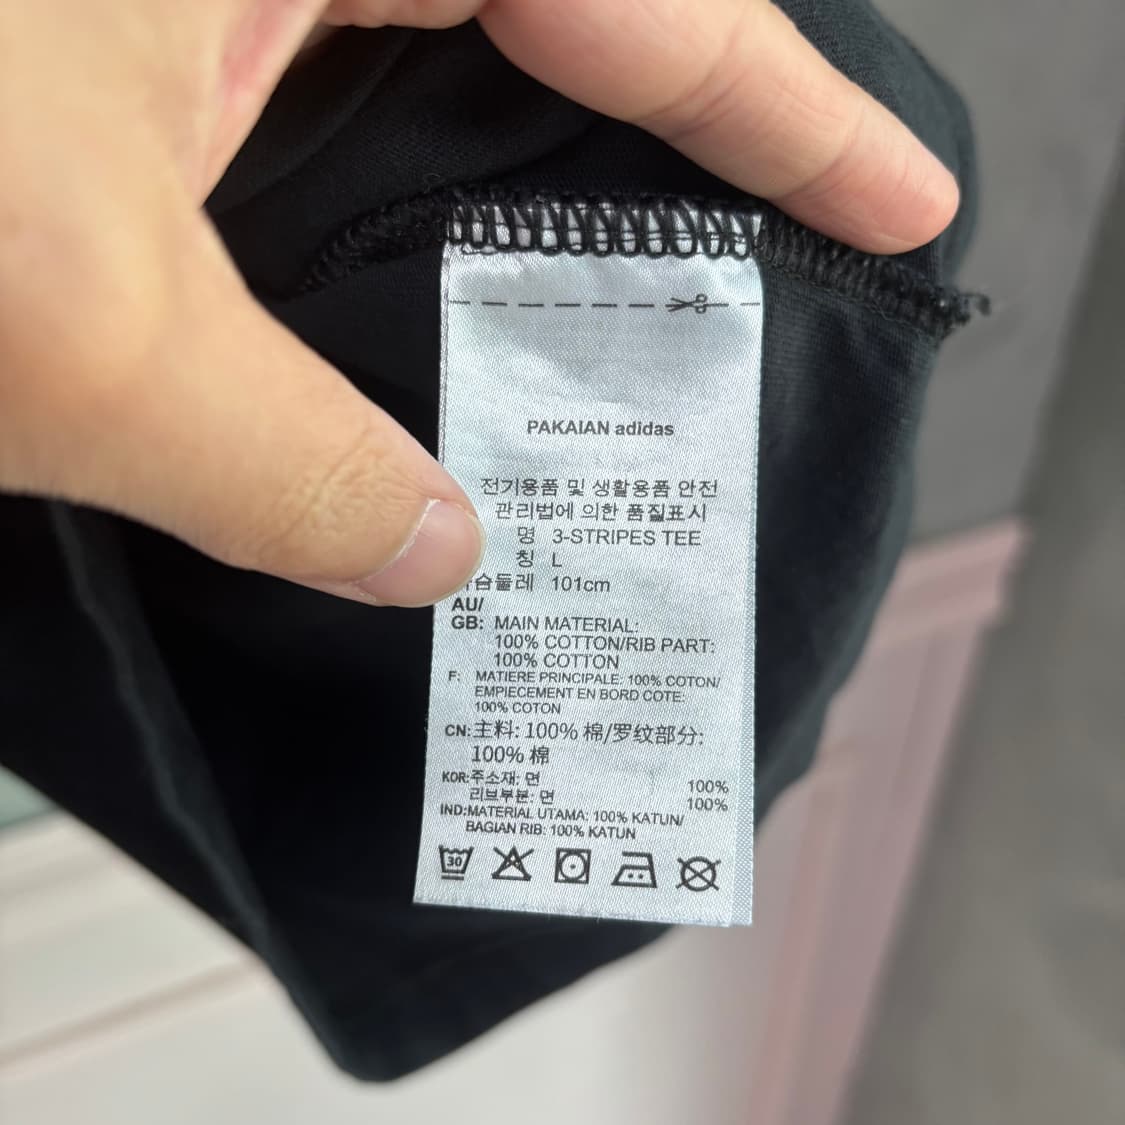 PAKAIAN adidas
전기용품 및 생활용품 안전
관리법에 의한 품질표시
명 3-STRIPES TEE
칭 L
슴둘레 101cm
AU/
GB: MAIN MATERIAL:
100% COTTON/RIB PART:
100% COTTON
F: MATIERE PRINCIPALE: 100% COTON/
EMPIECEMENT EN BORD COTE:
100% COTON
CN:主料: 100% 棉/罗纹部分:
100% 棉
KOR:주소재: 면 100%
리브부분: 면 100%
IND:MATERIAL UTAMA: 100% KATUN/
BAGIAN RIB: 100% KATUN
30